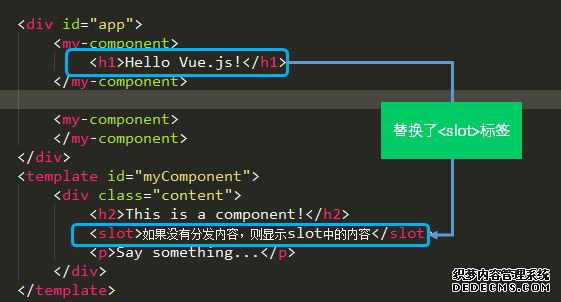 <div id="app">
<my-component>
<h1>Hello Vue.js!</h1>
</my-component>
<my-component>
</my-component>
</div>
<template id="myComponent">
<div class="content">
<h2>This is a component!</h2>
<slot>如果没有分发内容，则显示slot中的内容</slot
<p>Say something...</p>
</div>
</template>
替换了<slot>标签
织梦内容管理系统
DEDECMS.COM